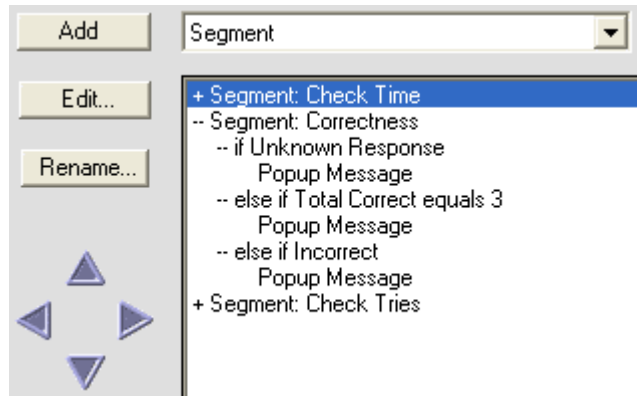 Add
Segment
Edit...
Rename...
+ Segment: Check Time
-- Segment: Correctness
-- if Unknown Response
Popup Message
-- else if Total Correct equals 3
Popup Message
-- else if Incorrect
Popup Message
+ Segment: Check Tries